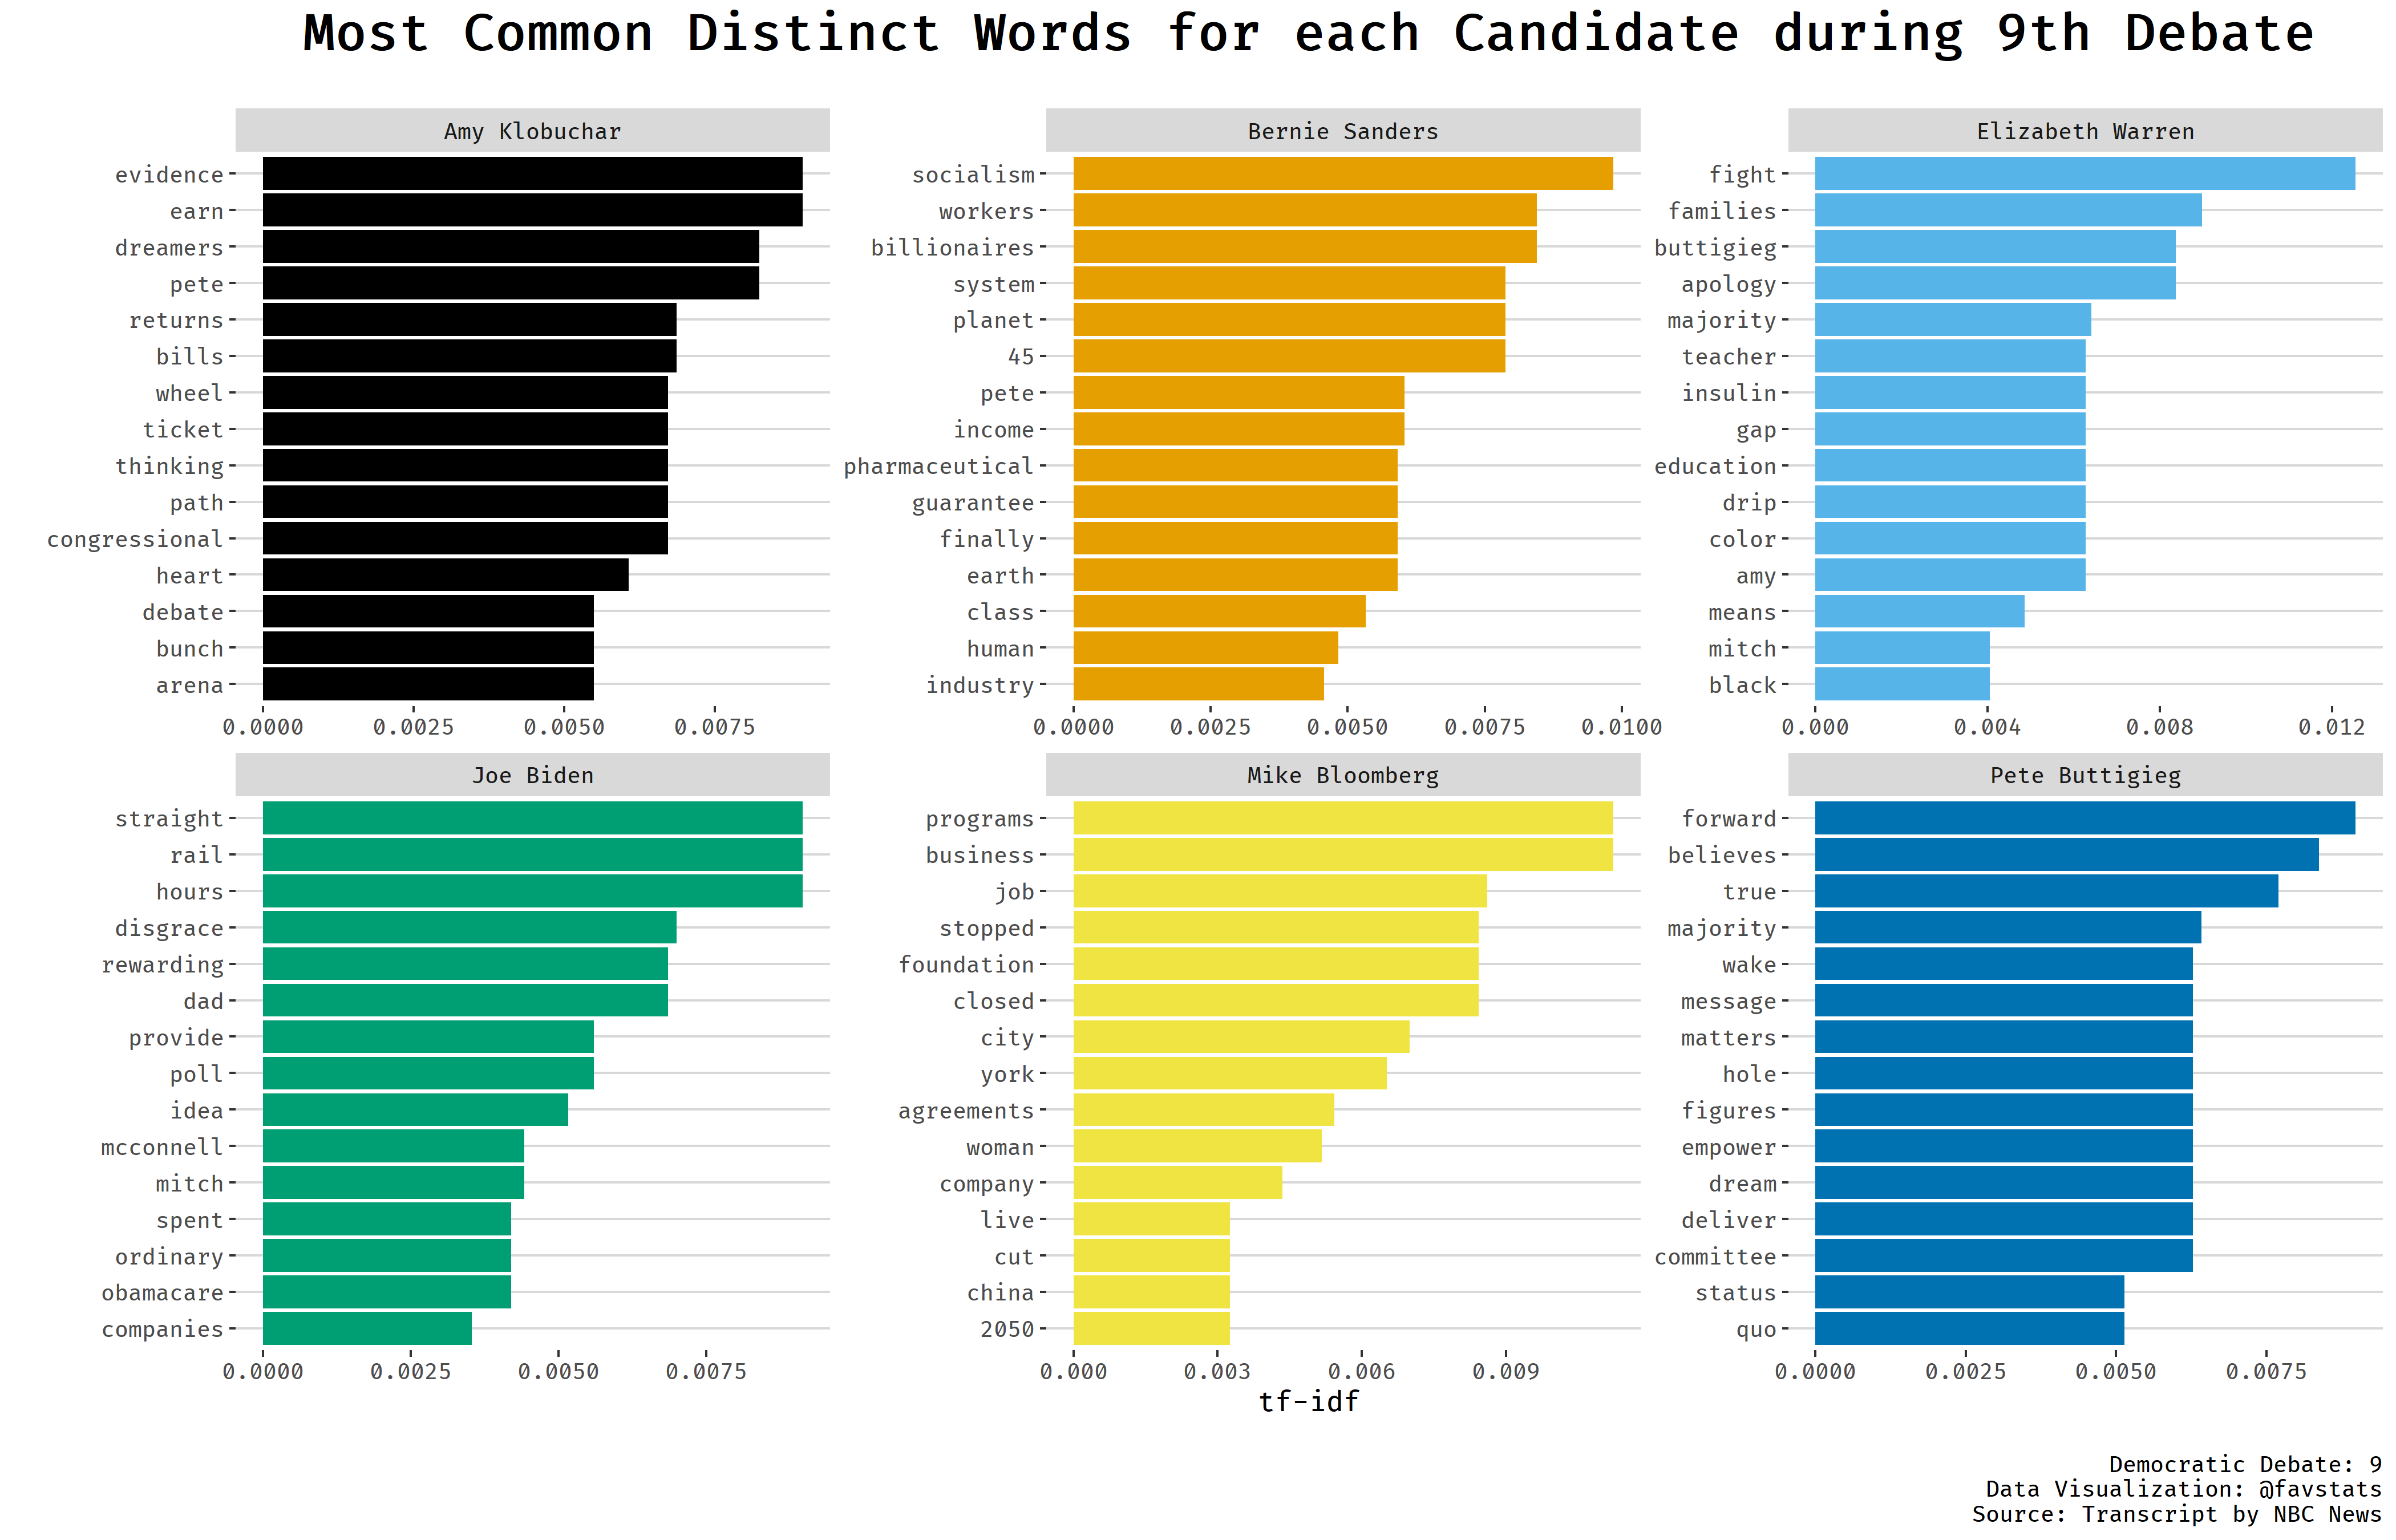 Most Common Distinct Words for each Candidate during 9th Debate
Amy Klobuchar
evidence
earn
dreamers
pete
returns
bills
wheel
ticket
thinking
path
congressional
heart
debate
bunch
arena
0.0000 0.0025 0.0050 0.0075
Bernie Sanders
socialism
workers
billionaires
system
planet
45
pete
income
pharmaceutical
guarantee
finally
earth
class
human
industry
0.0000 0.0025 0.0050 0.0075 0.0100
Elizabeth Warren
fight
families
buttigieg
apology
majority
teacher
insulin
gap
education
drip
color
amy
means
mitch
black
0.000 0.004 0.008 0.012
Joe Biden
straight
rail
hours
disgrace
rewarding
dad
provide
poll
idea
mcconnell
mitch
spent
ordinary
obamacare
companies
0.0000 0.0025 0.0050 0.0075
Mike Bloomberg
programs
business
job
stopped
foundation
closed
city
york
agreements
woman
company
live
cut
china
2050
0.000 0.003 0.006 0.009
Pete Buttigieg
forward
believes
true
majority
wake
message
matters
hole
figures
empower
dream
deliver
committee
status
quo
0.0000 0.0025 0.0050 0.0075
tf-idf
Democratic Debate: 9
Data Visualization: @favstats
Source: Transcript by NBC News